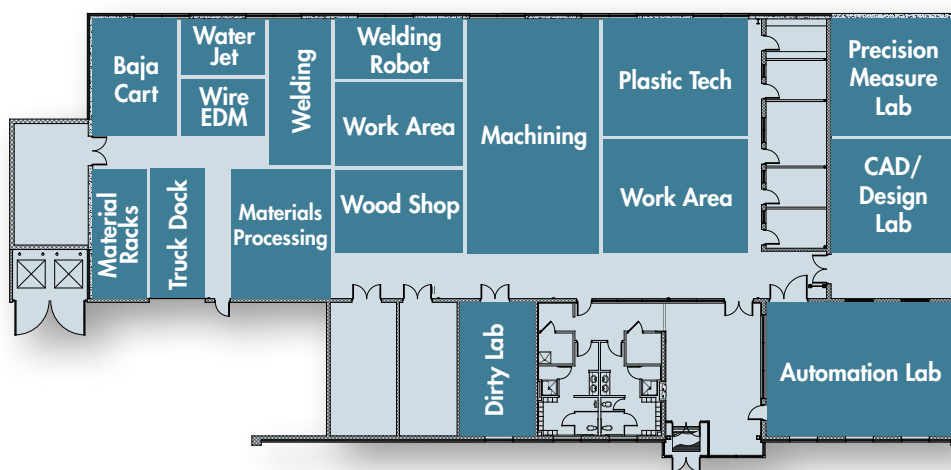 Baja
Cart
Water
Jet
Wire
EDM
Welding
Welding
Robot
Work Area
Wood Shop
Machining
Plastic Tech
Work Area
Precision
Measure
Lab
CAD/
Design
Lab
Material
Racks
Truck Dock
Materials
Processing
Dirty Lab
Automation Lab